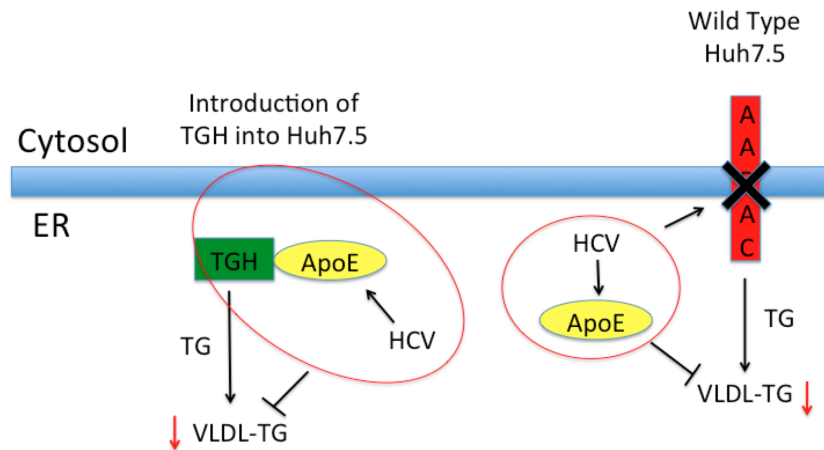 Wild Type
Huh7.5
Introduction of
TGH into Huh7.5
Cytosol
ER
A
A
A
C
TGH
ApoE
HCV
HCV
ApoE
TG
TG
VLDL-TG
VLDL-TG